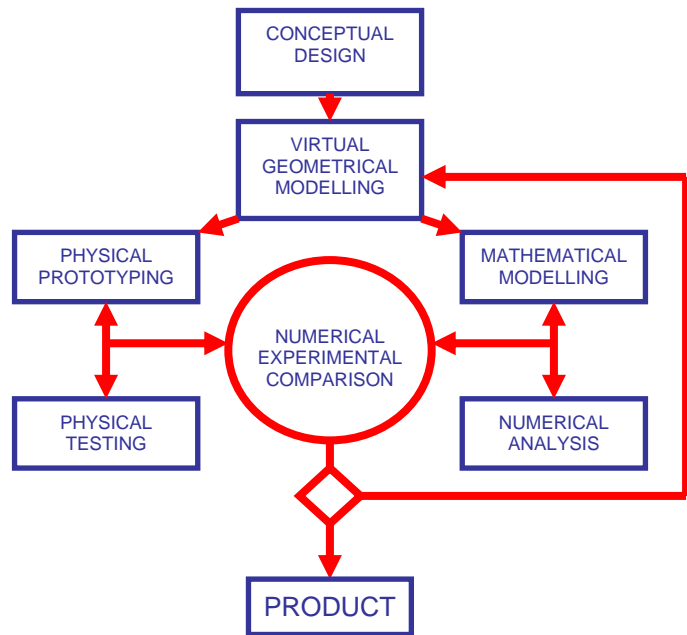 CONCEPTUAL
DESIGN
VIRTUAL
GEOMETRICAL
MODELLING
PHYSICAL
PROTOTYPING
MATHEMATICAL
MODELLING
NUMERICAL
EXPERIMENTAL
COMPARISON
PHYSICAL
TESTING
NUMERICAL
ANALYSIS
PRODUCT